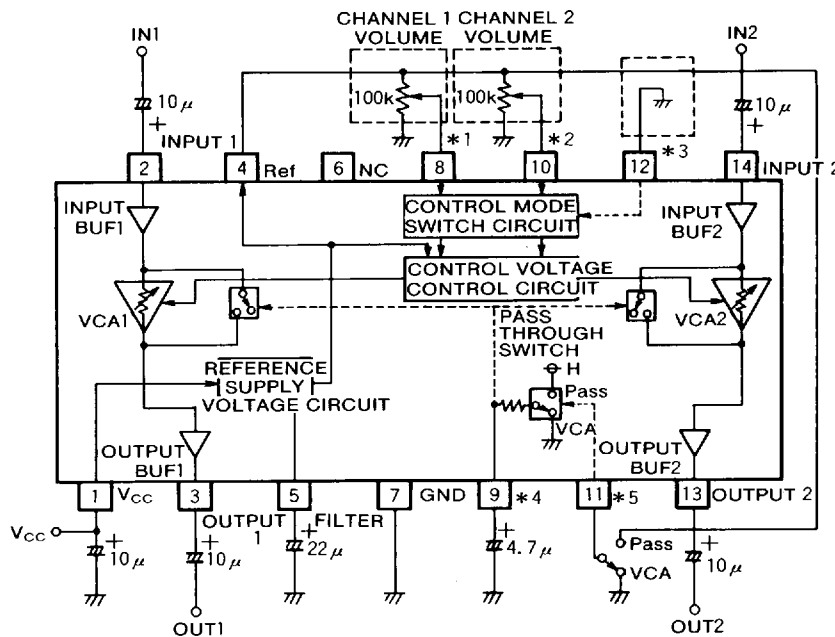 CHANNEL 1 CHANNEL 2
VOLUME VOLUME
IN1
IN2
10μ
+
100k
100k
10μ
+
INPUT 1
*1
*2
*3
2
4 Ref
6 NC
8
10
12
14 INPUT 2
INPUT
BUF1
CONTROL MODE
SWITCH CIRCUIT
INPUT
BUF2
CONTROL VOLTAGE
CONTROL CIRCUIT
VCA1
VCA2
PASS
THROUGH
SWITCH
H
Pass
VCA
REFERENCE
SUPPLY
VOLTAGE CIRCUIT
OUTPUT
BUF1
OUTPUT
BUF2
1 VCC
3
5
7 GND
9 *4
11 *5
13 OUTPUT 2
OUTPUT
1
FILTER
VCC
+
10μ
+
10μ
+
22μ
+
4.7μ
Pass
VCA
+
10μ
OUT1
OUT2